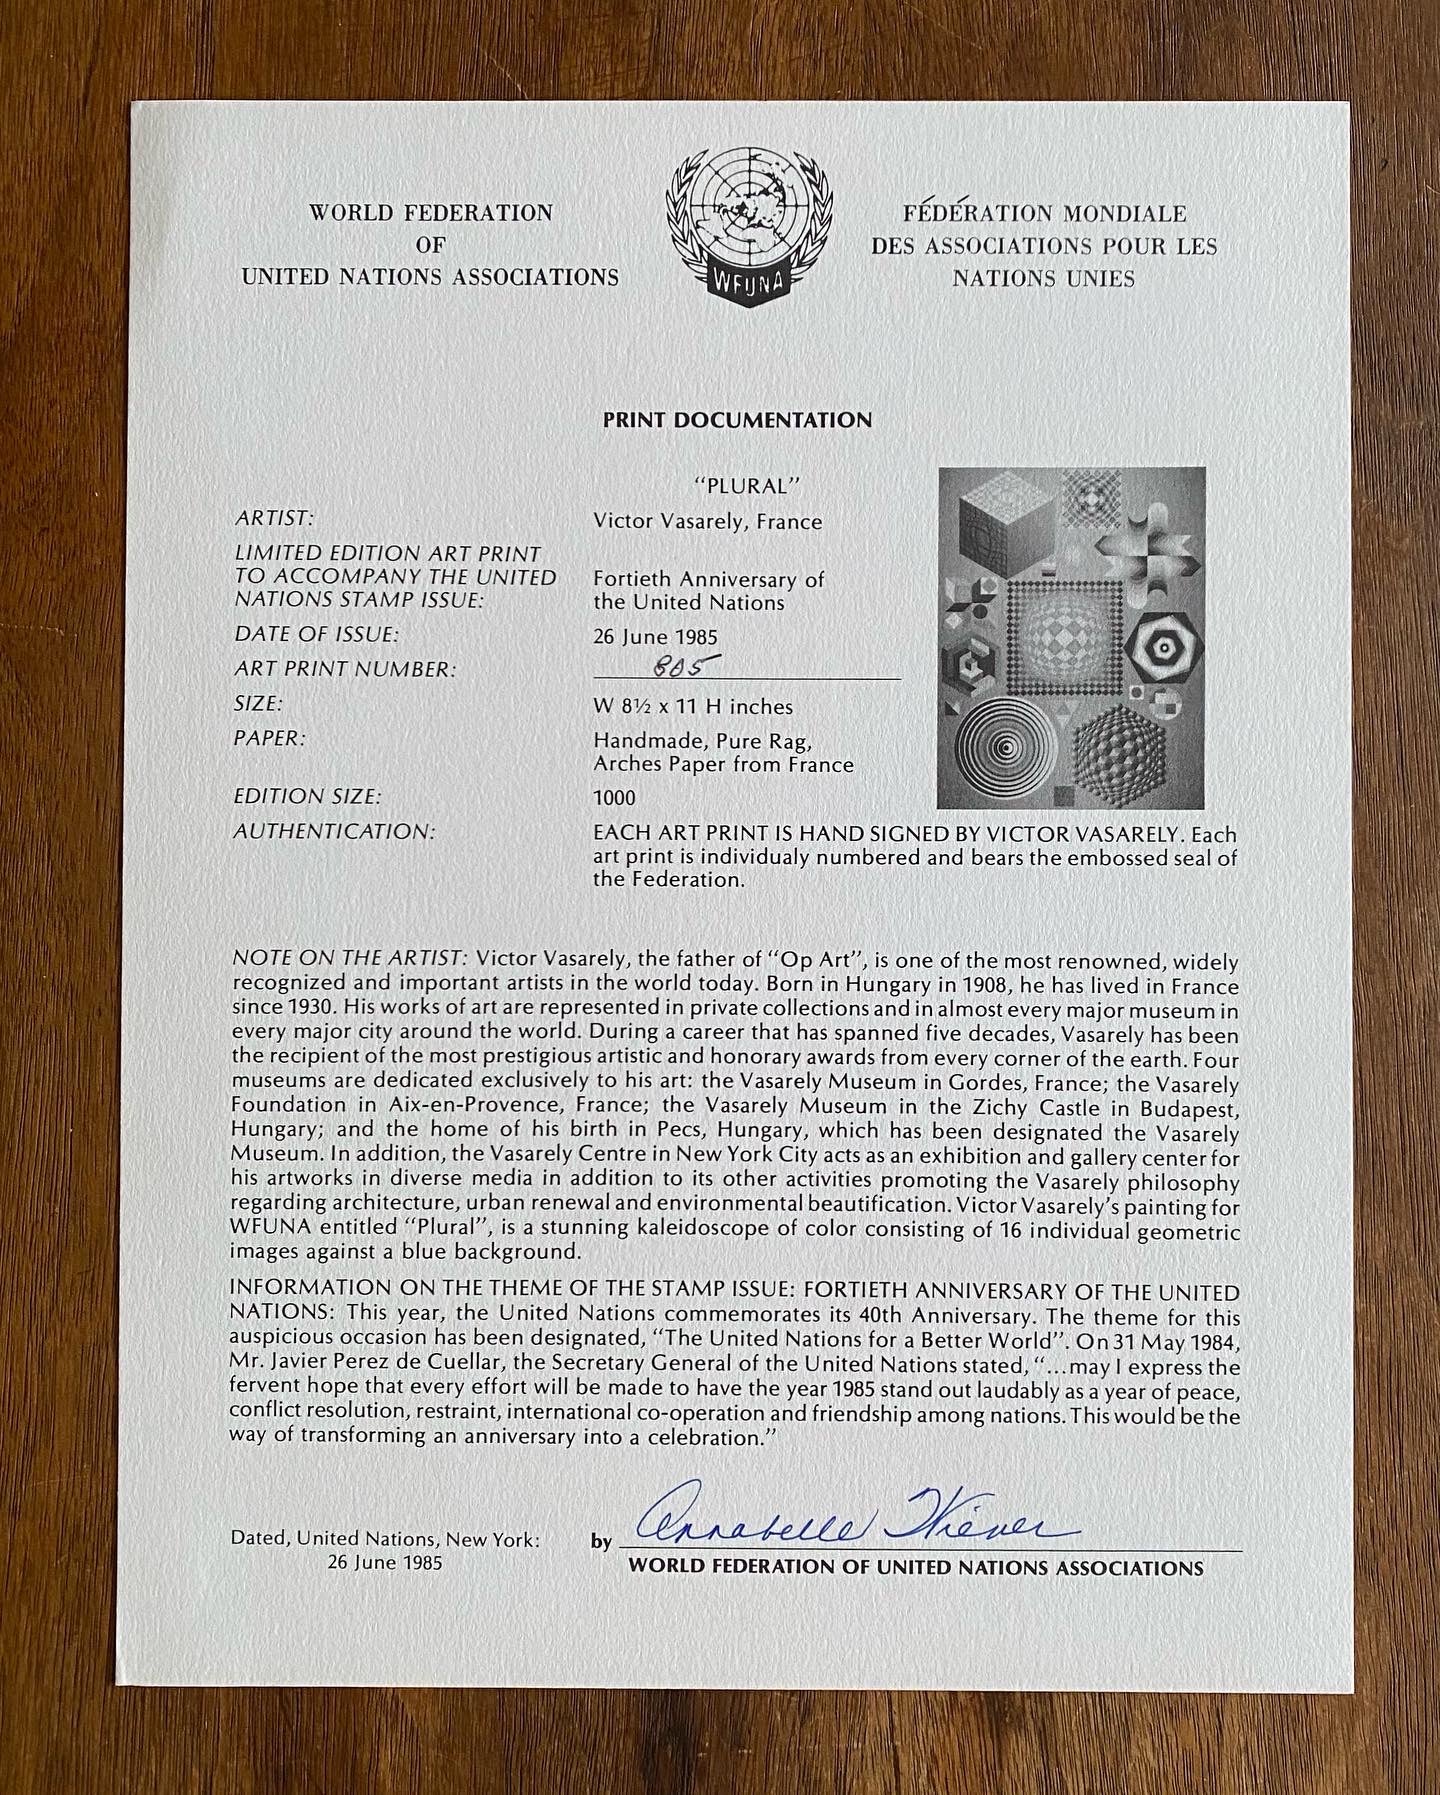 WORLD FEDERATION
OF
UNITED NATIONS ASSOCIATIONS
WFUNA
FÉDÉRATION MONDIALE
DES ASSOCIATIONS POUR LES
NATIONS UNIES
PRINT DOCUMENTATION
“PLURAL”
ARTIST: Victor Vasarely, France
LIMITED EDITION ART PRINT
TO ACCOMPANY THE UNITED Fortieth Anniversary of
NATIONS STAMP ISSUE: the United Nations
DATE OF ISSUE: 26 June 1985
ART PRINT NUMBER: 805
SIZE: W 8½ x 11 H inches
PAPER: Handmade, Pure Rag,
Arches Paper from France
EDITION SIZE: 1000
AUTHENTICATION: EACH ART PRINT IS HAND SIGNED BY VICTOR VASARELY. Each
art print is individualy numbered and bears the embossed seal of
the Federation.
NOTE ON THE ARTIST: Victor Vasarely, the father of “Op Art”, is one of the most renowned, widely
recognized and important artists in the world today. Born in Hungary in 1908, he has lived in France
since 1930. His works of art are represented in private collections and in almost every major museum in
every major city around the world. During a career that has spanned five decades, Vasarely has been
the recipient of the most prestigious artistic and honorary awards from every corner of the earth. Four
museums are dedicated exclusively to his art: the Vasarely Museum in Gordes, France; the Vasarely
Foundation in Aix-en-Provence, France; the Vasarely Museum in the Zichy Castle in Budapest,
Hungary; and the home of his birth in Pecs, Hungary, which has been designated the Vasarely
Museum. In addition, the Vasarely Centre in New York City acts as an exhibition and gallery center for
his artworks in diverse media in addition to its other activities promoting the Vasarely philosophy
regarding architecture, urban renewal and environmental beautification. Victor Vasarely’s painting for
WFUNA entitled “Plural”, is a stunning kaleidoscope of color consisting of 16 individual geometric
images against a blue background.
INFORMATION ON THE THEME OF THE STAMP ISSUE: FORTIETH ANNIVERSARY OF THE UNITED
NATIONS: This year, the United Nations commemorates its 40th Anniversary. The theme for this
auspicious occasion has been designated, “The United Nations for a Better World”. On 31 May 1984,
Mr. Javier Perez de Cuellar, the Secretary General of the United Nations stated, “...may I express the
fervent hope that every effort will be made to have the year 1985 stand out laudably as a year of peace,
conflict resolution, restraint, international co-operation and friendship among nations. This would be the
way of transforming an anniversary into a celebration.”
Dated, United Nations, New York:
26 June 1985
by Annabelle Wiener
WORLD FEDERATION OF UNITED NATIONS ASSOCIATIONS